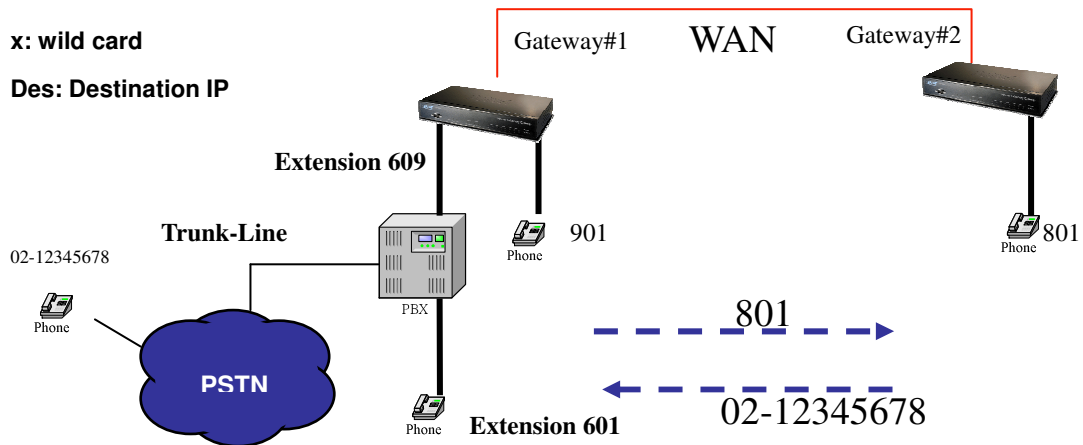 x: wild card
Des: Destination IP
Gateway#1
WAN
Gateway#2
Extension 609
Trunk-Line
02-12345678
Phone
PBX
Phone
901
Phone
801
801
02-12345678
PSTN
Phone
Extension 601